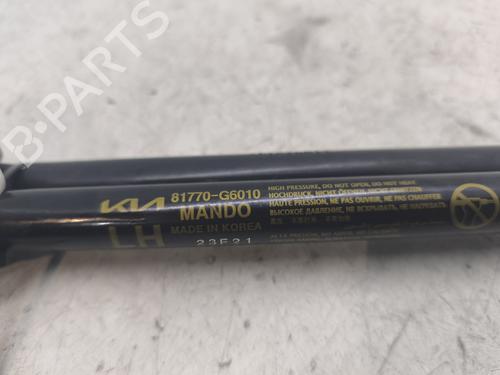 B-PARTS
KIA 81770-G6010
MANDO
LH MADE IN KOREA
23F21
HIGH PRESSURE, DO NOT OPEN, DO NOT HEAT
HOCHDRUCK, NICHT ÖFFNEN, NICHT ERHITZEN
HAUTE PRESSION, NE PAS OUVRIR, NE PAS CHAUFFER
ВЫСОКОЕ ДАВЛЕНИЕ, НЕ ВСКРЫВАТЬ, НЕ НАГРЕВАТЬ